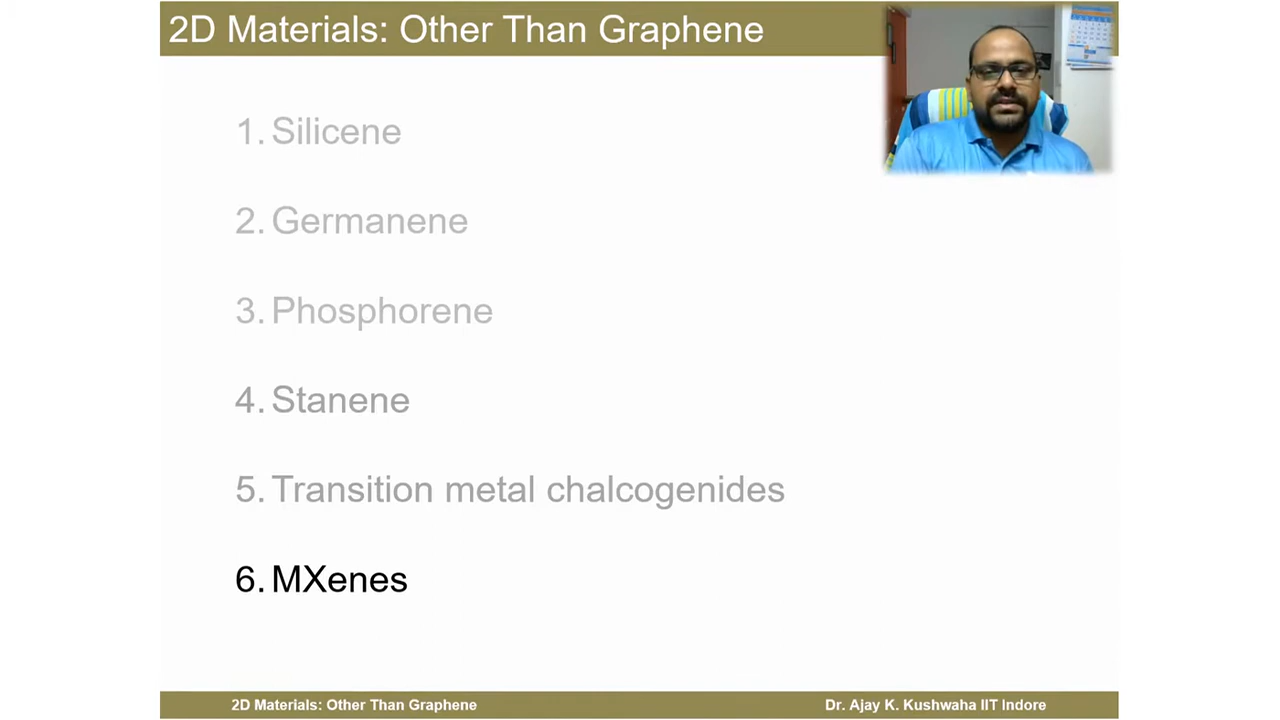 2D Materials: Other Than Graphene
1. Silicene
2. Germanene
3. Phosphorene
4. Stanene
5. Transition metal chalcogenides
6. MXenes
2D Materials: Other Than Graphene
Dr. Ajay K. Kushwaha IIT Indore